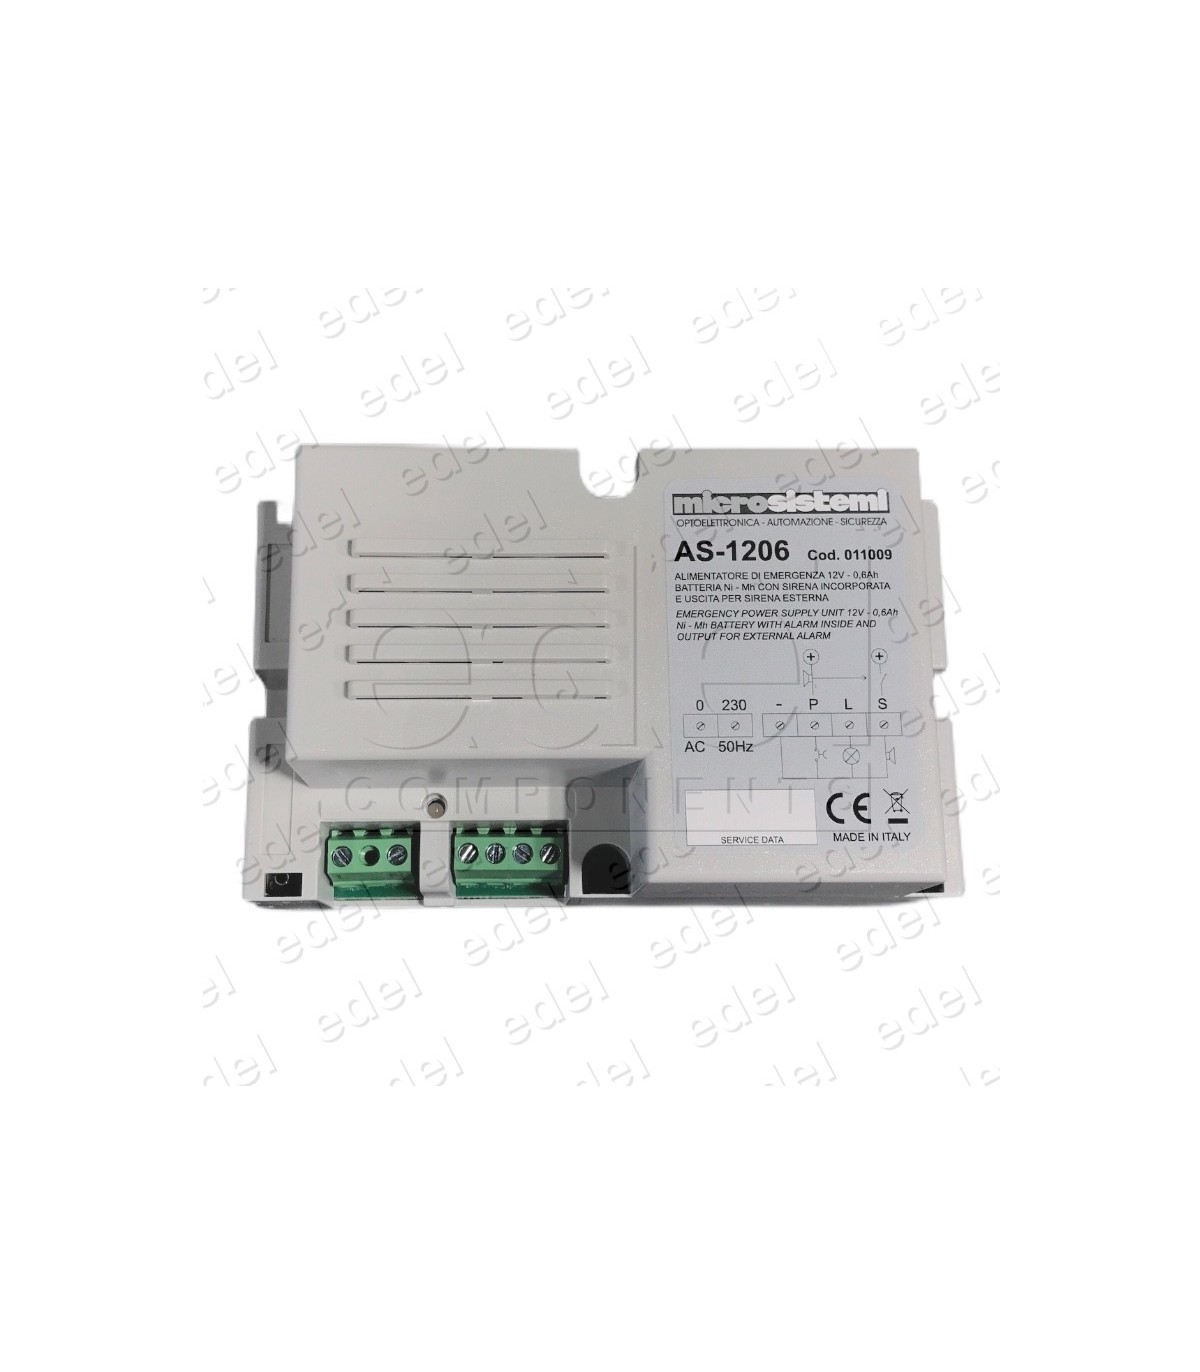 microsistemi
OPTOELETTRONICA - AUTOMAZIONE - SICUREZZA
AS-1206 Cod. 011009
ALIMENTATORE DI EMERGENZA 12V - 0,6Ah
BATTERIA Ni - Mh CON SIRENA INCORPORATA
E USCITA PER SIRENA ESTERNA
EMERGENCY POWER SUPPLY UNIT 12V - 0,6Ah
Ni - Mh BATTERY WITH ALARM INSIDE AND
OUTPUT FOR EXTERNAL ALARM
0 230 - P L S
AC 50Hz
SERVICE DATA
CE
MADE IN ITALY
edel
COMPONENTS